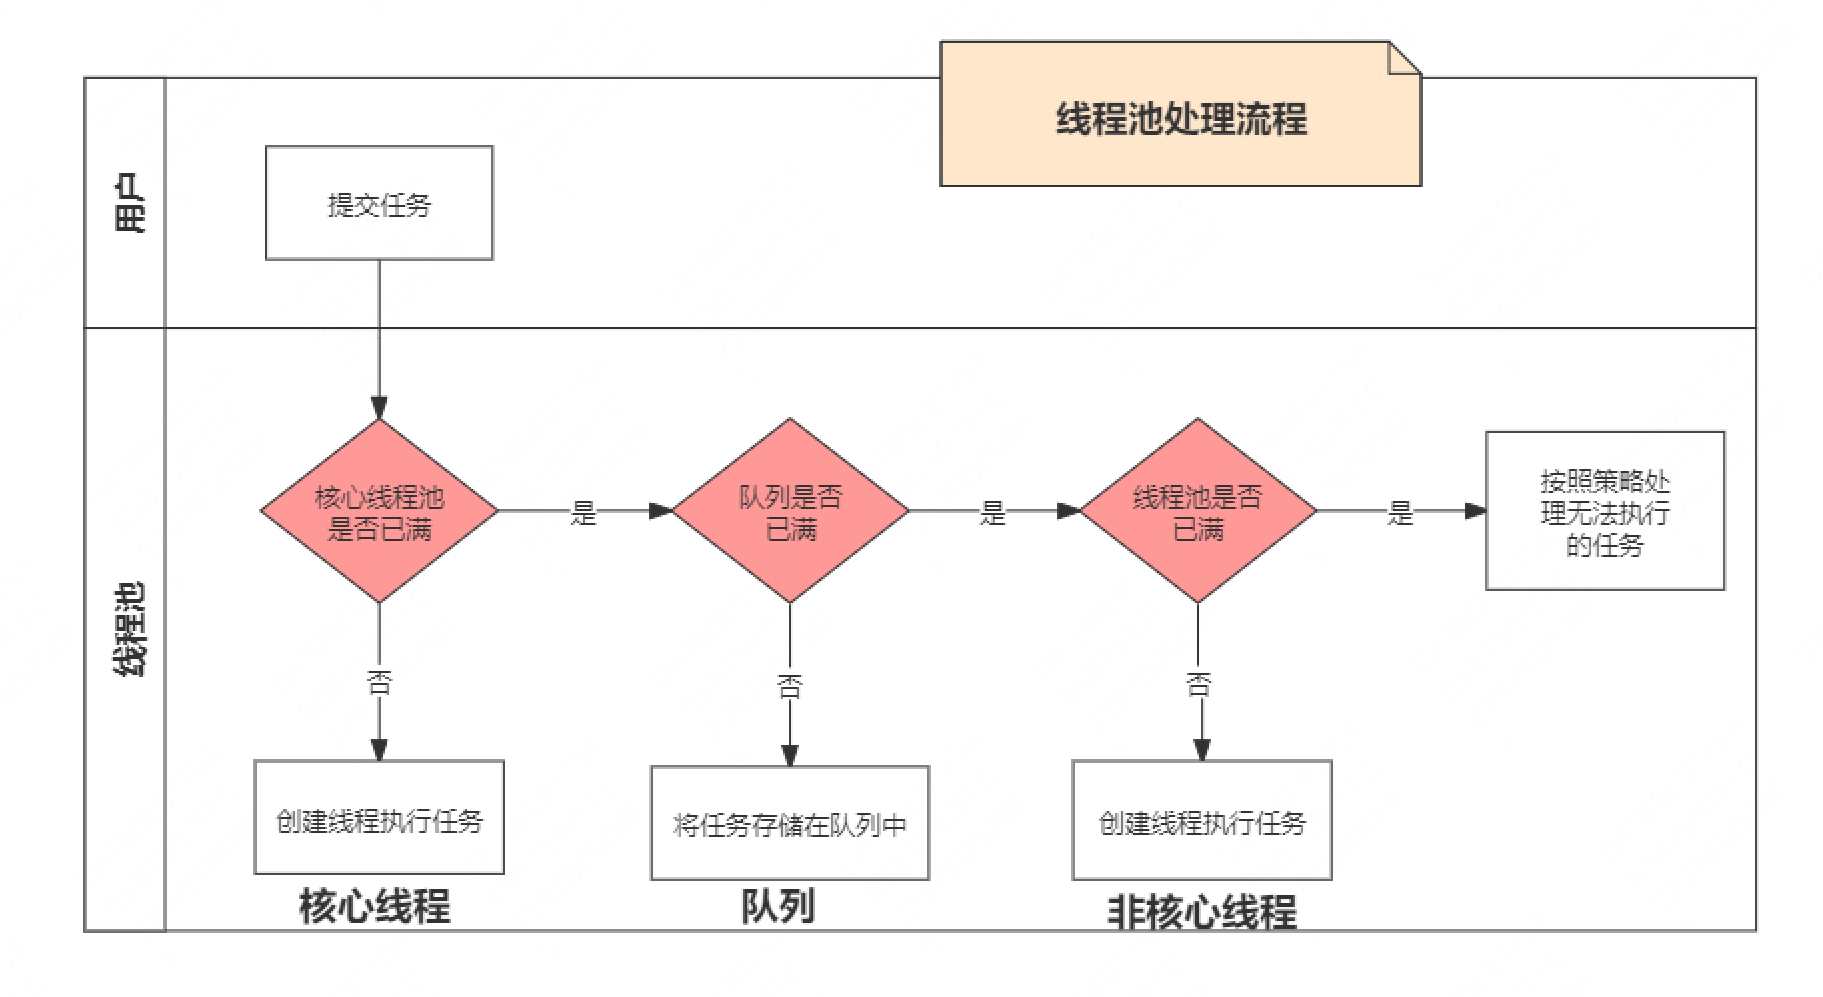 线程池处理流程
用户
提交任务
线程池
核心线程池
是否已满
是
队列是否
已满
是
线程池是否
已满
是
按照策略处
理无法执行
的任务
否
否
否
创建线程执行任务
将任务存储在队列中
创建线程执行任务
核心线程
队列
非核心线程